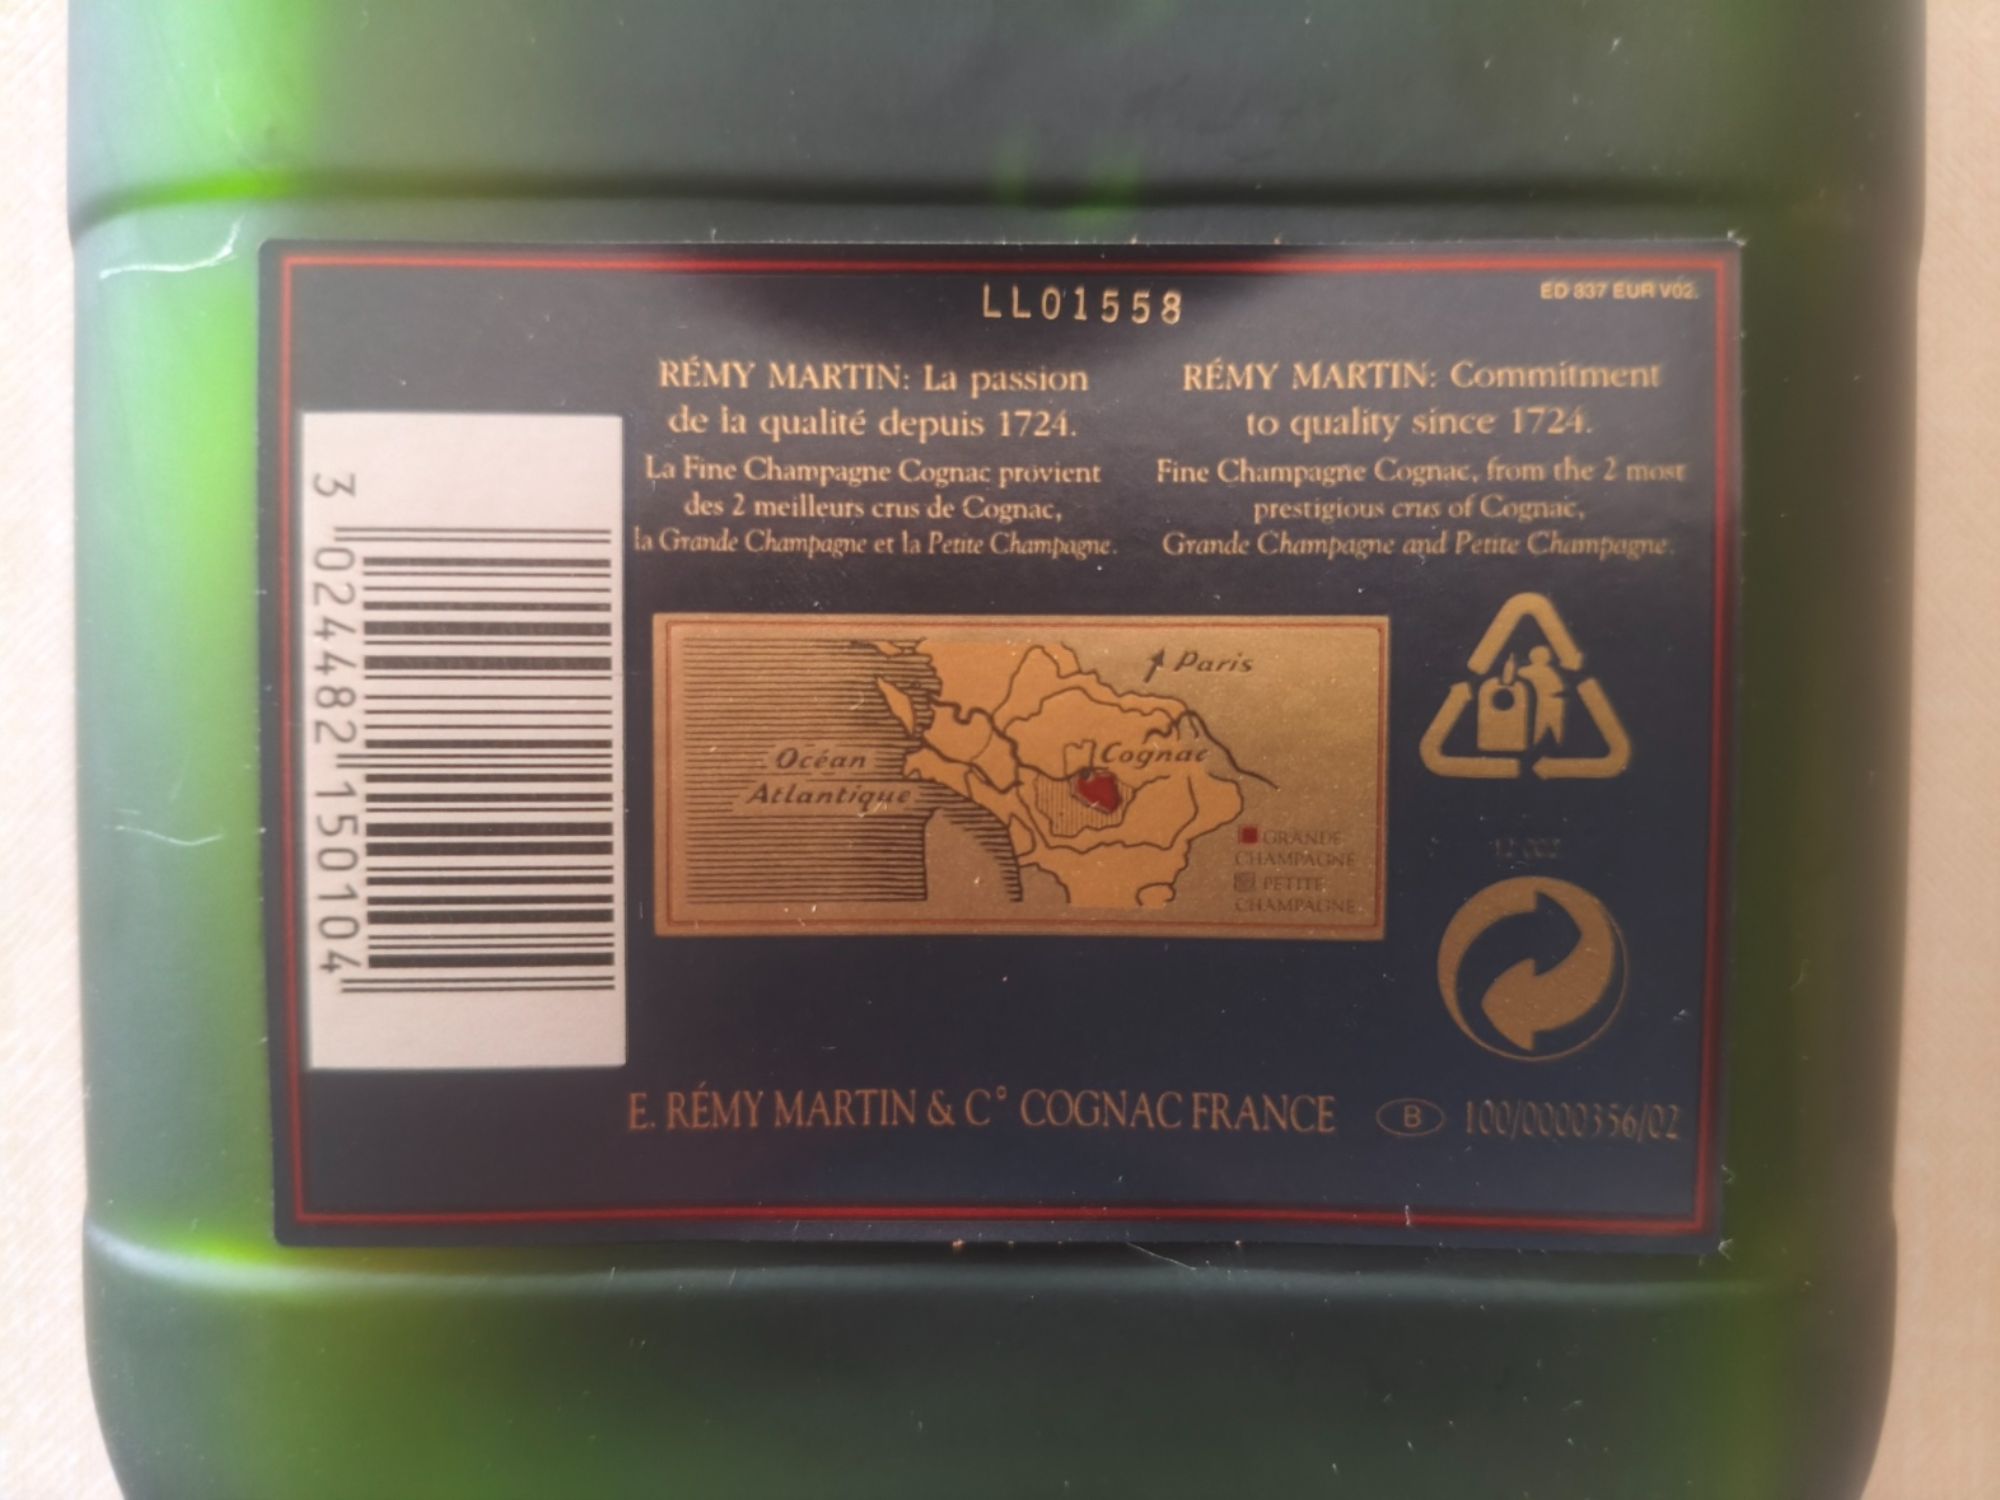 LL01558
ED 837 EUR V02.
RÉMY MARTIN: La passion
de la qualité depuis 1724.
La Fine Champagne Cognac provient
des 2 meilleurs crus de Cognac,
la Grande Champagne et la Petite Champagne.
RÉMY MARTIN: Commitment
to quality since 1724.
Fine Champagne Cognac, from the 2 most
prestigious crus of Cognac,
Grande Champagne and Petite Champagne.
3 024482 150104
Paris
Cognac
Océan
Atlantique
GRANDE
CHAMPAGNE
PETITE
CHAMPAGNE
E. RÉMY MARTIN & C° COGNAC FRANCE
B 100/0000356/02